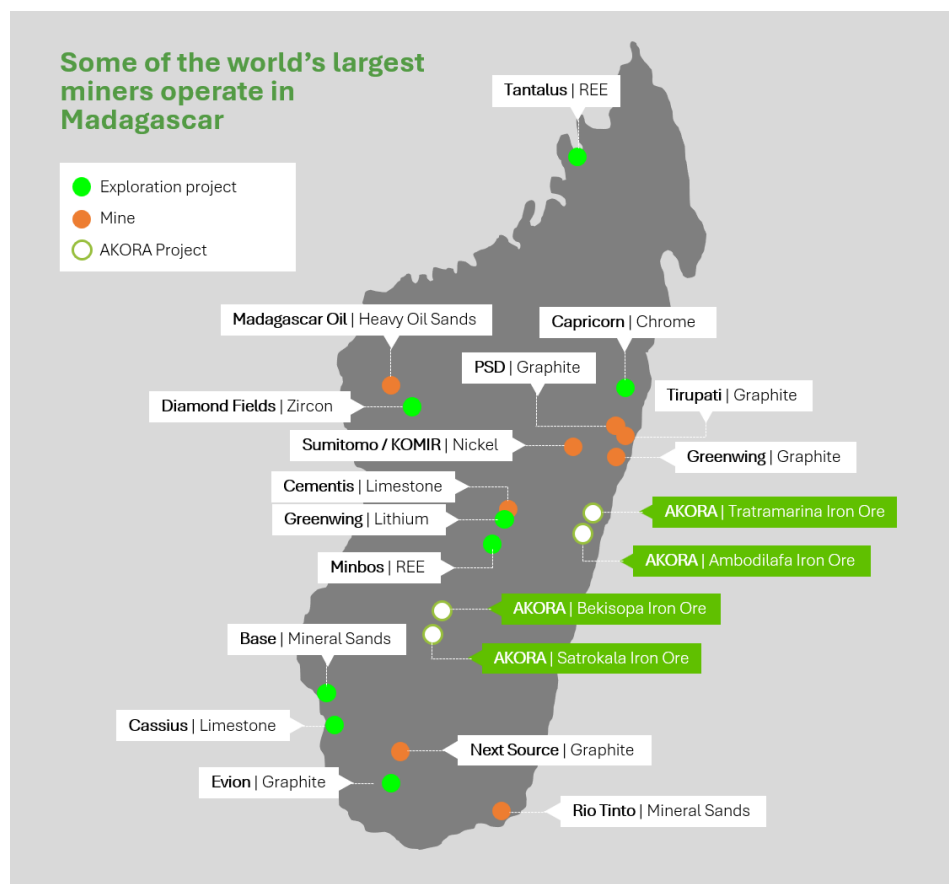 Some of the world's largest
miners operate in
Madagascar
Exploration project
Mine
AKORA Project
Tantalus | REE
Madagascar Oil | Heavy Oil Sands
Capricorn | Chrome
PSD | Graphite
Tirupati | Graphite
Diamond Fields | Zircon
Sumitomo / KOMIR | Nickel
Greenwing | Graphite
Cementis | Limestone
Greenwing | Lithium
AKORA | Tratramarina Iron Ore
Minbos | REE
AKORA | Ambodilafa Iron Ore
AKORA | Bekisopa Iron Ore
Base | Mineral Sands
AKORA | Satrokala Iron Ore
Cassius | Limestone
Next Source | Graphite
Evion | Graphite
Rio Tinto | Mineral Sands